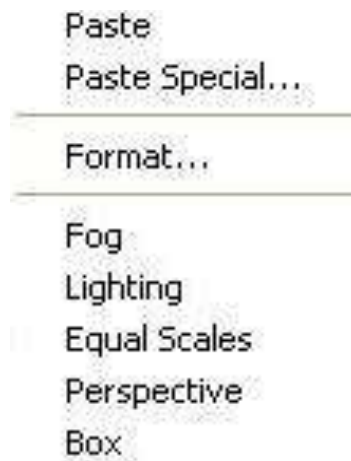 Paste
Paste Special...
Format...
Fog
Lighting
Equal Scales
Perspective
Box